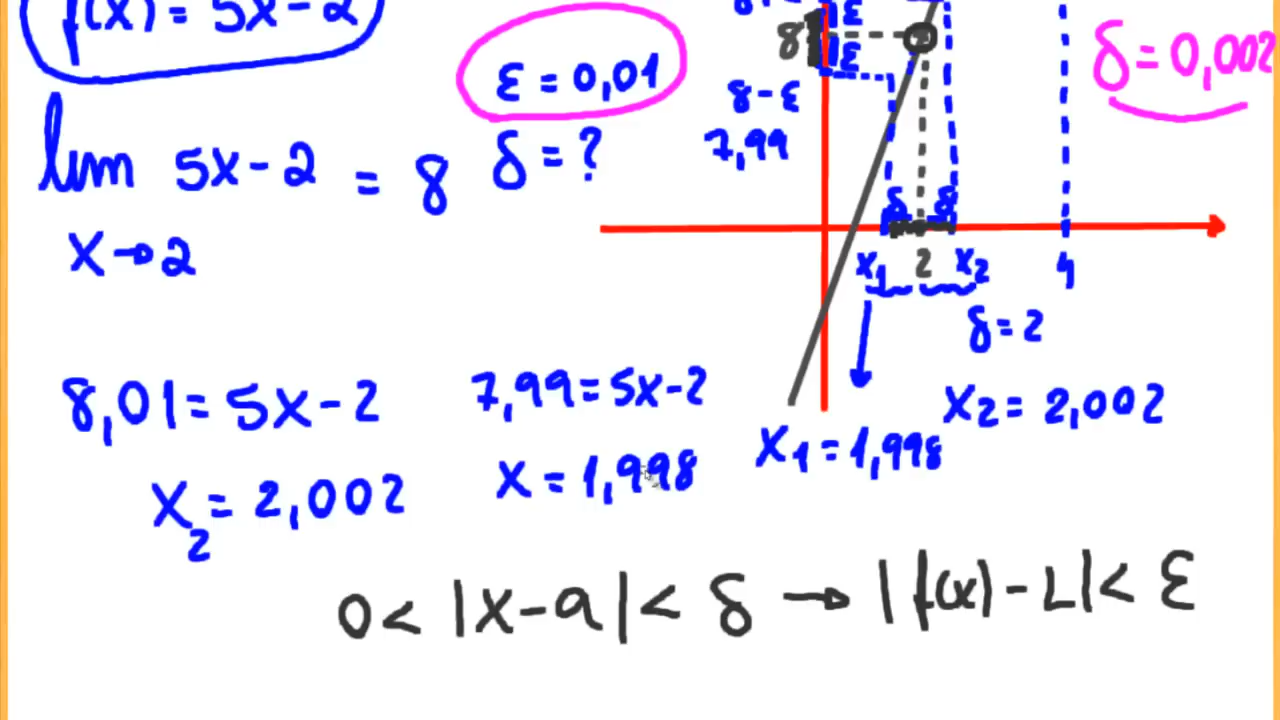 f(x) = 5x-2
ε = 0,01
lim 5x-2 = 8
x→2
δ = ?
8+ε
ε
8
ε
8-ε
7,99
δ = 0,002
δ δ
x1 2 x2 4
δ = 2
8,01 = 5x-2
x2 = 2,002
7,99 = 5x-2
x = 1,998
x1 = 1,998
x2 = 2,002
0 < |x-a| < δ → |f(x)-L| < ε